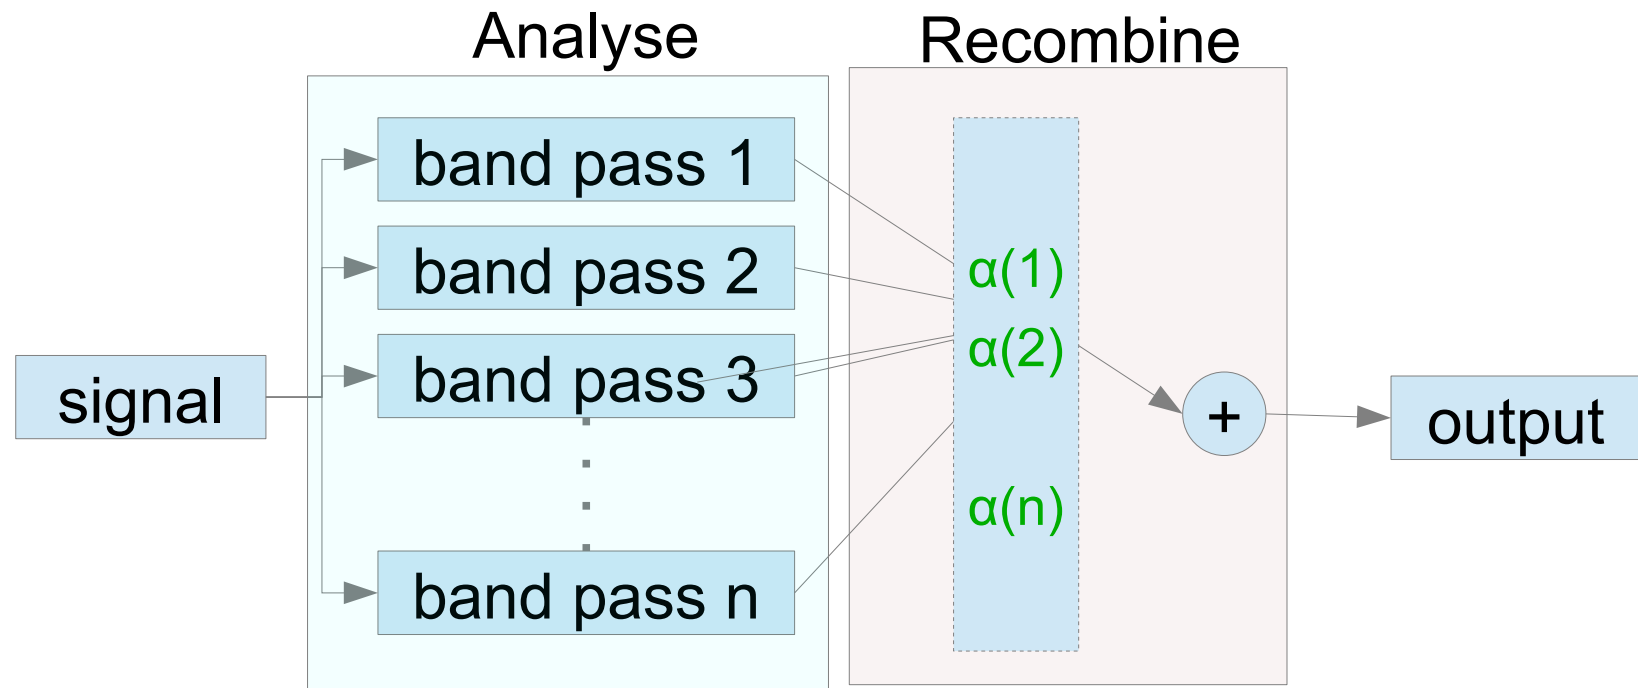 Analyse
Recombine
band pass 1
band pass 2
band pass 3
band pass n
signal
α(1)
α(2)
α(n)
+
output